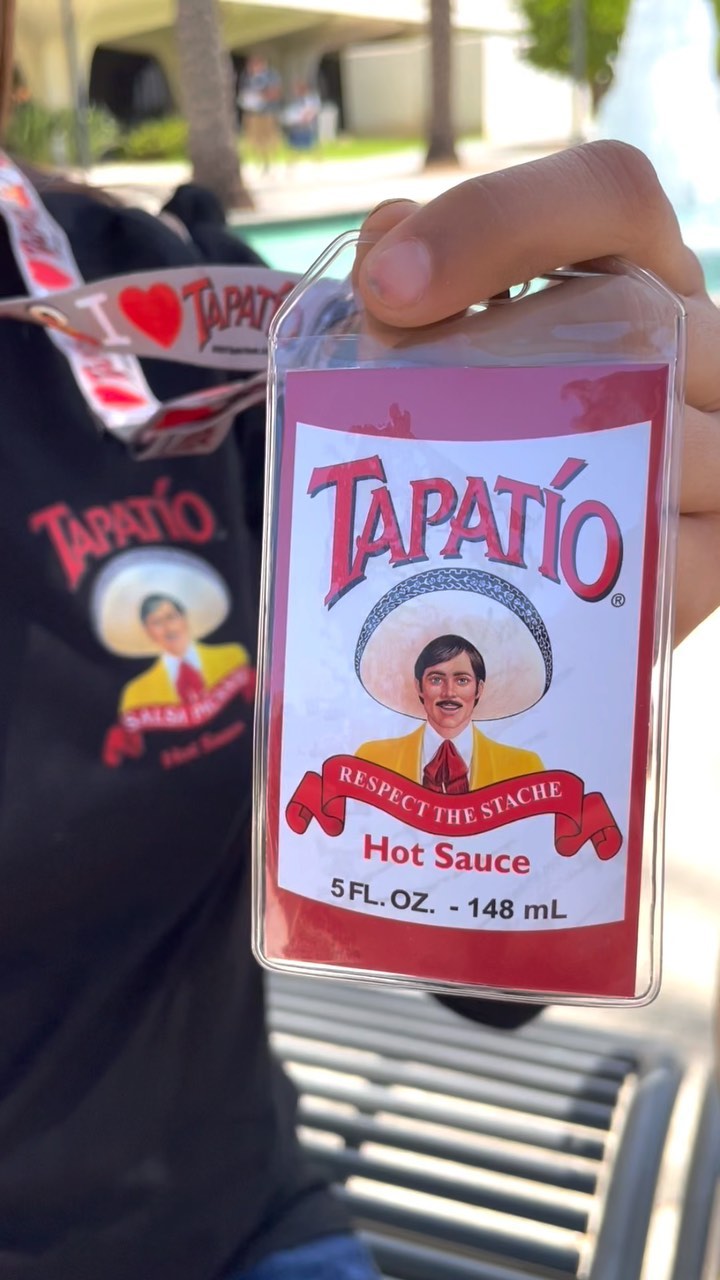 I ❤ TAPATÍO
TAPATÍO
SALSA PICANTE
Hot Sauce
TAPATÍO®
RESPECT THE STACHE
Hot Sauce
5 FL. OZ. - 148 mL